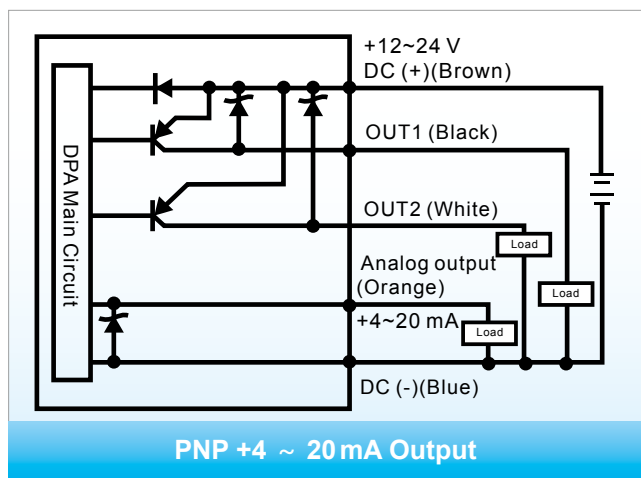 +12~24 V
DC (+)(Brown)
DPA Main Circuit
OUT1 (Black)
OUT2 (White)
Load
Analog output
(Orange)
Load
+4~20 mA
Load
DC (-)(Blue)
PNP +4 ~ 20 mA Output